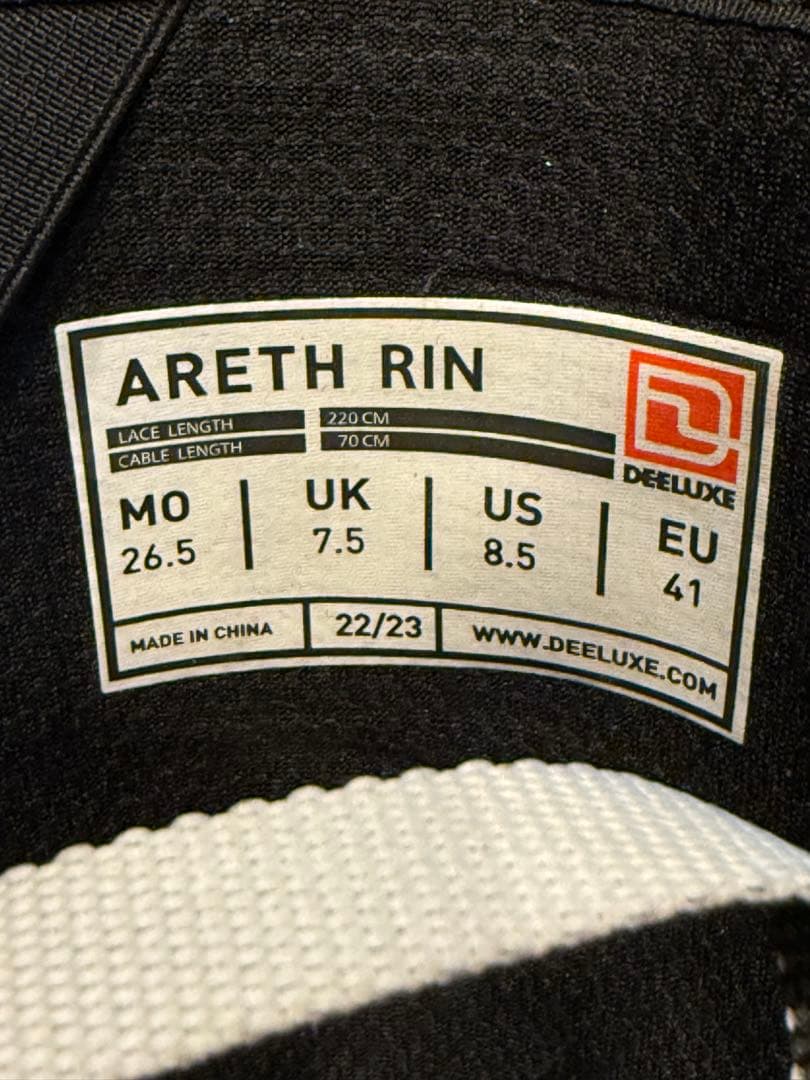 ARETH RIN
LACE LENGTH 220 CM
CABLE LENGTH 70 CM
DEELUXE
MO UK US EU
26.5 7.5 8.5 41
MADE IN CHINA 22/23 WWW.DEELUXE.COM